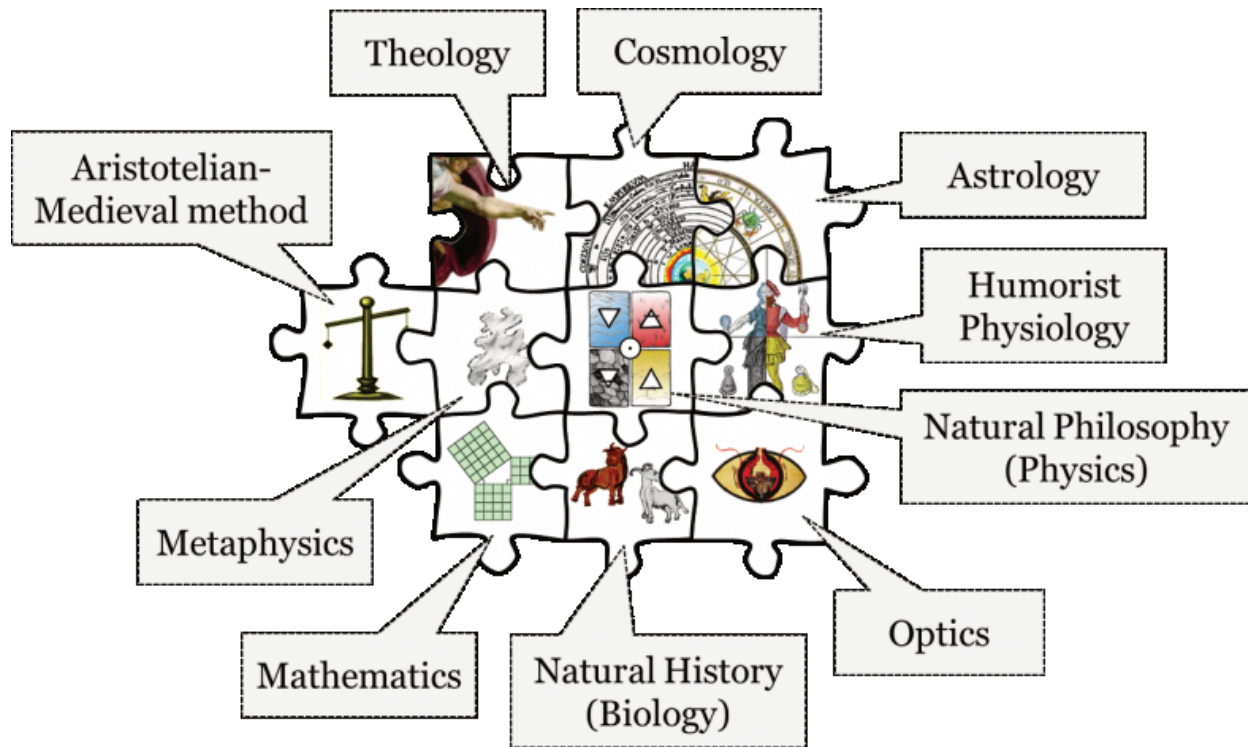 Theology
Cosmology
Aristotelian-
Medieval method
Astrology
Humorist
Physiology
Natural Philosophy
(Physics)
Metaphysics
Optics
Mathematics
Natural History
(Biology)